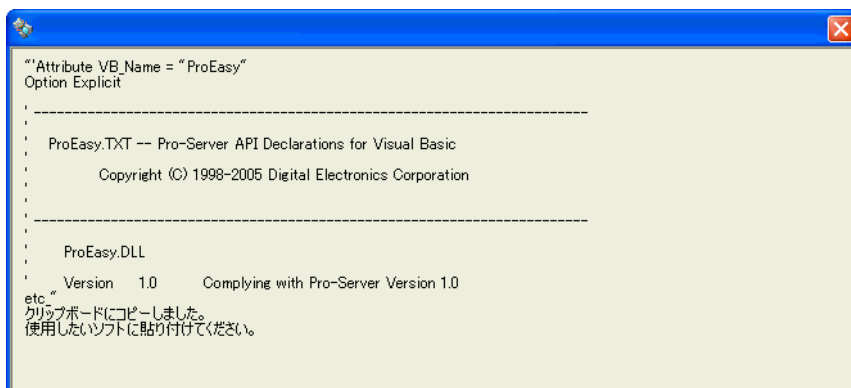 "'Attribute VB_Name = "ProEasy"
Option Explicit
' ------------------------------------------------------------------------
'
' ProEasy.TXT -- Pro-Server API Declarations for Visual Basic
'
' Copyright (C) 1998-2005 Digital Electronics Corporation
'
'
' ------------------------------------------------------------------------
'
' ProEasy.DLL
'
' Version 1.0 Complying with Pro-Server Version 1.0
etc_"
クリップボードにコピーしました。
使用したいソフトに貼り付けてください。